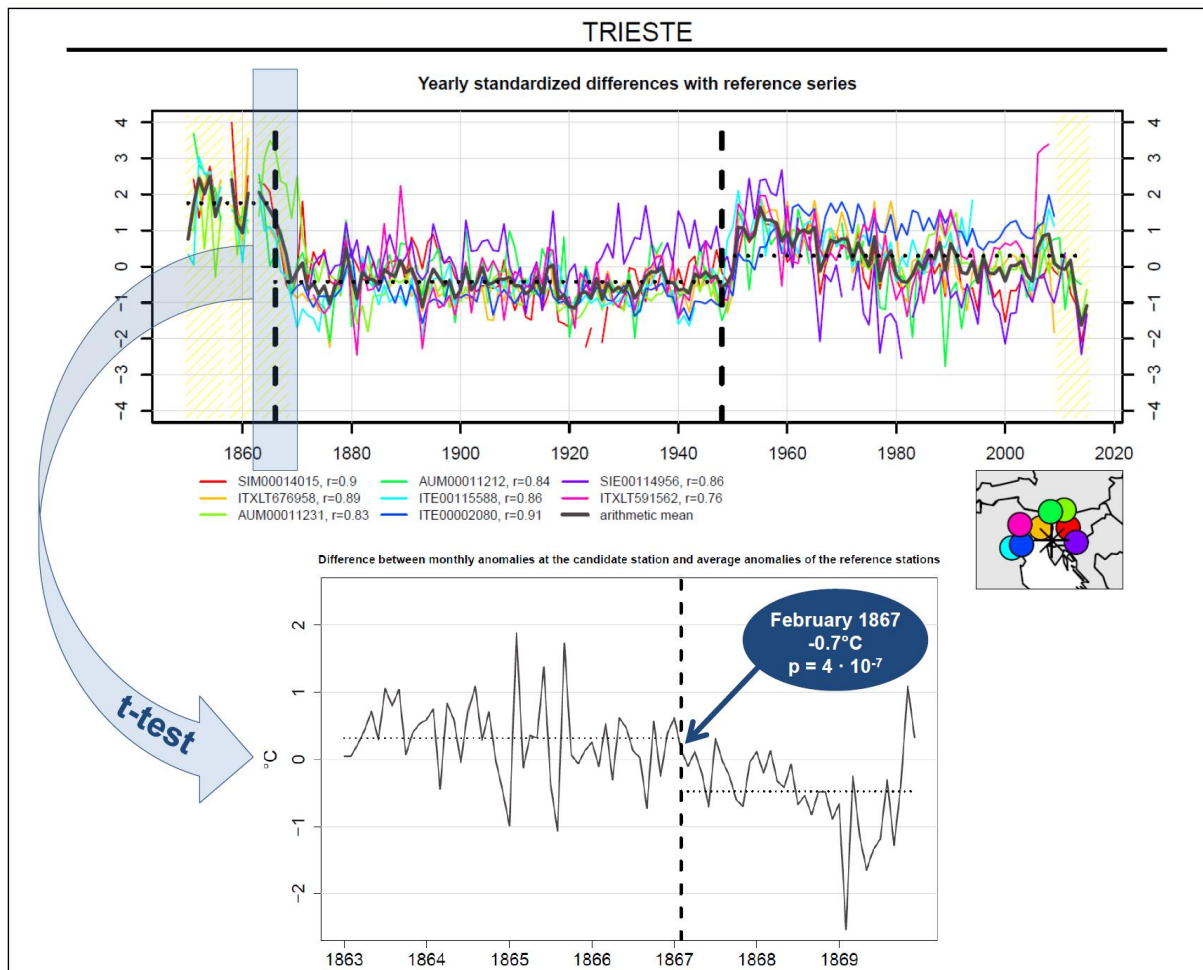 TRIESTE
Yearly standardized differences with reference series
4
3
2
1
0
−1
−2
−3
−4
4
3
2
1
0
−1
−2
−3
−4
1860 1880 1900 1920 1940 1960 1980 2000 2020
SIM00014015, r=0.9 AUM00011212, r=0.84 SIE00114956, r=0.86
ITXLT676958, r=0.89 ITE00115588, r=0.86 ITXLT591562, r=0.76
AUM00011231, r=0.83 ITE00002080, r=0.91 arithmetic mean
Difference between monthly anomalies at the candidate station and average anomalies of the reference stations
t-test
°C
2
1
0
−1
−2
February 1867
-0.7°C
p = 4 · 10⁻⁷
1863 1864 1865 1866 1867 1868 1869